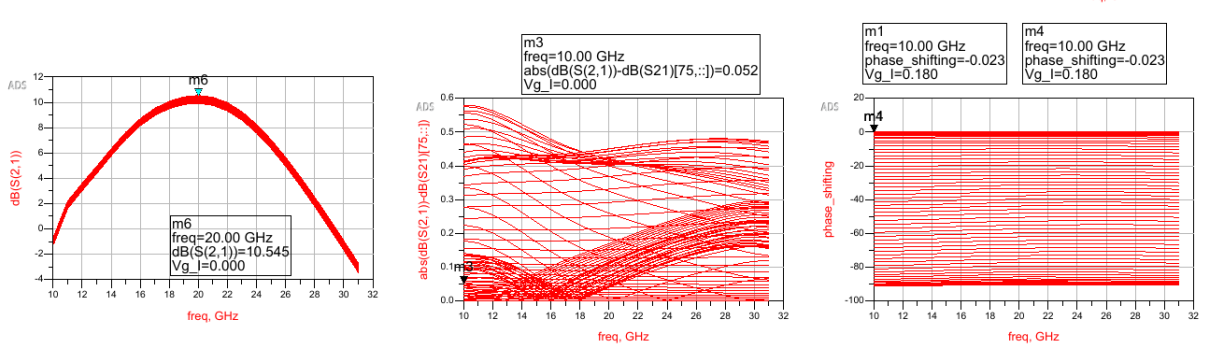 ADS
m6
12
10
8
6
4
2
0
-2
-4
dB(S(2,1))
m6
freq=20.00 GHz
dB(S(2,1))=10.545
Vg_I=0.000
10 12 14 16 18 20 22 24 26 28 30 32
freq, GHz
m3
freq=10.00 GHz
abs(dB(S(2,1))-dB(S21)[75,::])=0.052
Vg_I=0.000
ADS
0.6
0.5
0.4
0.3
0.2
0.1
0.0
abs(dB(S(2,1))-dB(S21)[75,::])
m3
10 12 14 16 18 20 22 24 26 28 30 32
freq, GHz
m1
freq=10.00 GHz
phase_shifting=-0.023
Vg_I=0.180
m4
freq=10.00 GHz
phase_shifting=-0.023
Vg_I=0.180
ADS
20
0
-20
-40
-60
-80
-100
phase_shifting
m4
10 12 14 16 18 20 22 24 26 28 30 32
freq, GHz